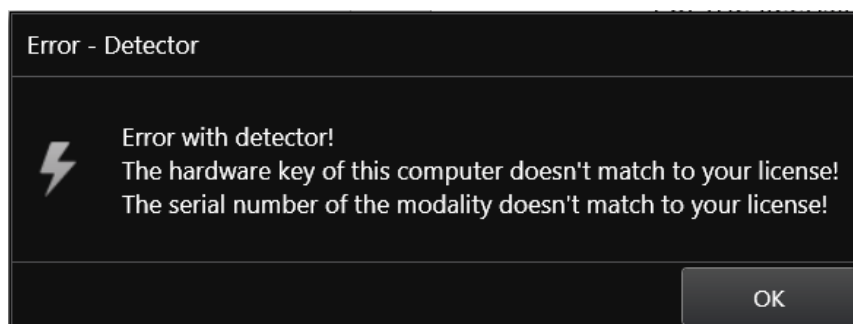 Error - Detector
Error with detector!
The hardware key of this computer doesn't match to your license!
The serial number of the modality doesn't match to your license!
OK